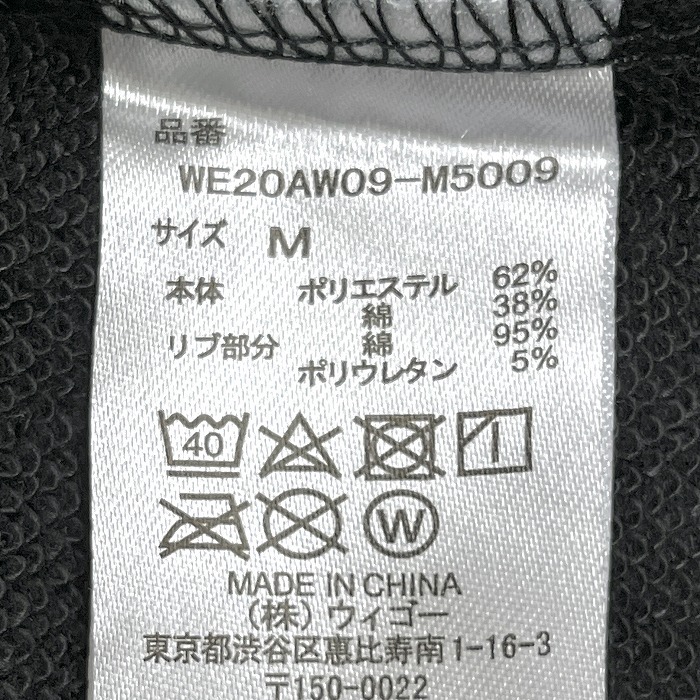 品番
WE20AW09-M5009
サイズ M
本体 ポリエステル 62%
綿 38%
リブ部分 綿 95%
ポリウレタン 5%
40
W
MADE IN CHINA
(株) ウィゴー
東京都渋谷区恵比寿南1-16-3
〒150-0022